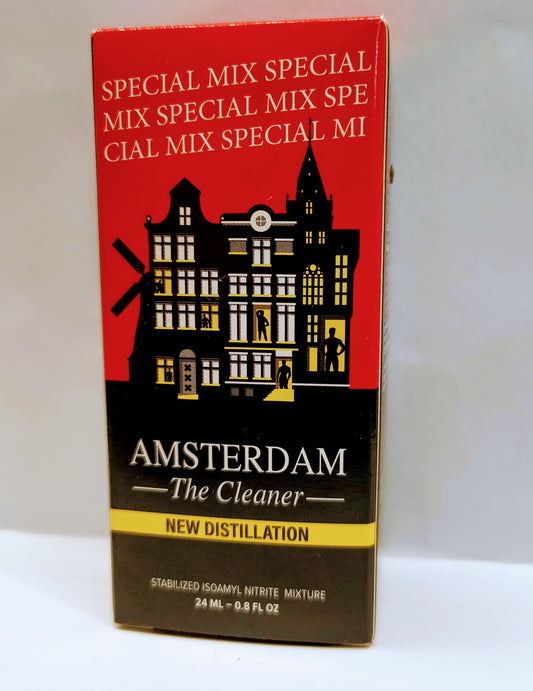 SPECIAL MIX SPECIAL
MIX SPECIAL MIX SPE
CIAL MIX SPECIAL MI
XXX
AMSTERDAM
The Cleaner
NEW DISTILLATION
STABILIZED ISOAMYL NITRITE MIXTURE
24 ML – 0.8 FL OZ